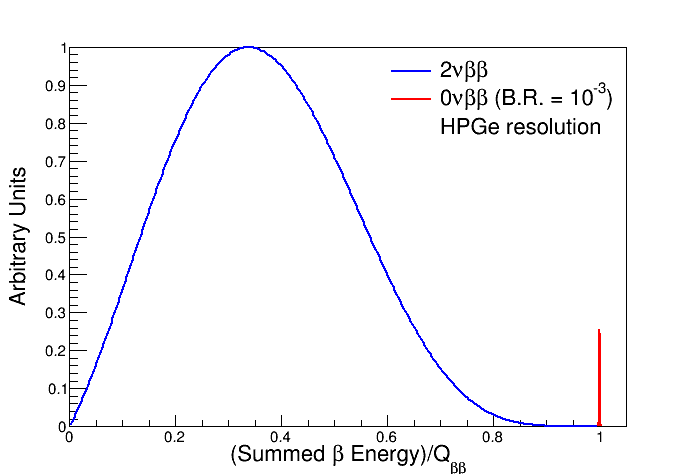 2νββ
0νββ (B.R. = 10⁻³)
HPGe resolution
Arbitrary Units
1
0.9
0.8
0.7
0.6
0.5
0.4
0.3
0.2
0.1
0
0 0.2 0.4 0.6 0.8 1
(Summed β Energy)/Q_ββ